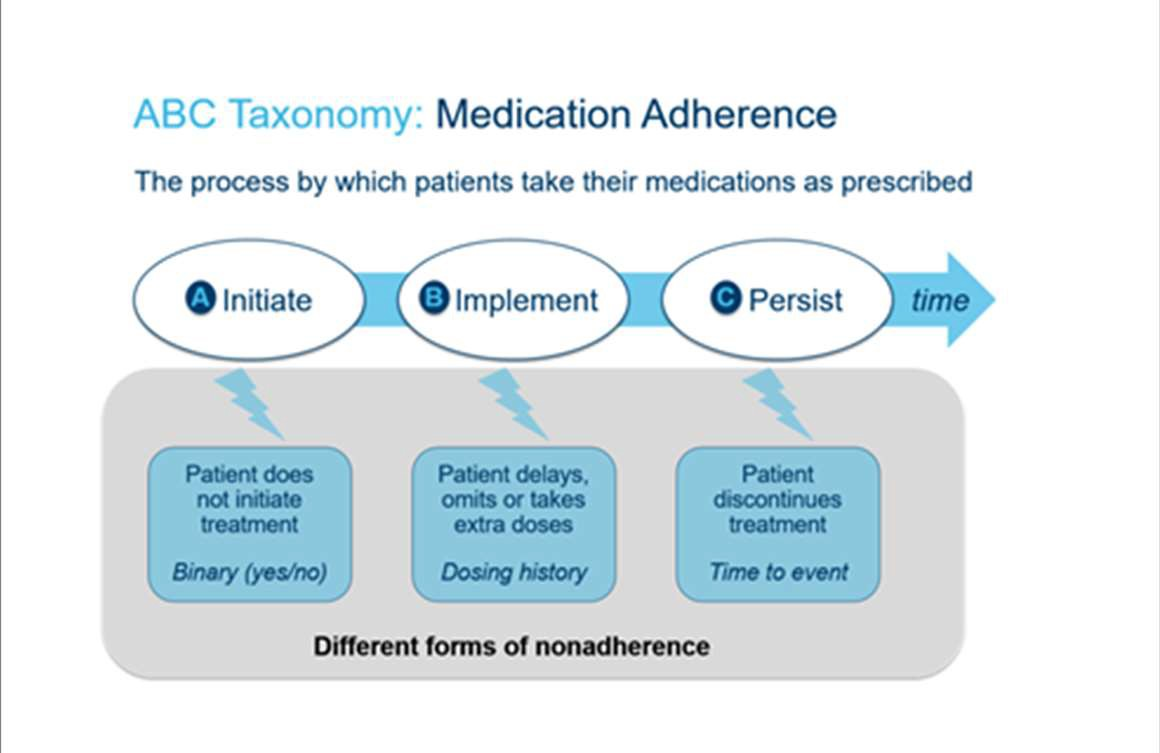 ABC Taxonomy: Medication Adherence
The process by which patients take their medications as prescribed
A Initiate
B Implement
C Persist
time
Patient does
not initiate
treatment
Binary (yes/no)
Patient delays,
omits or takes
extra doses
Dosing history
Patient
discontinues
treatment
Time to event
Different forms of nonadherence